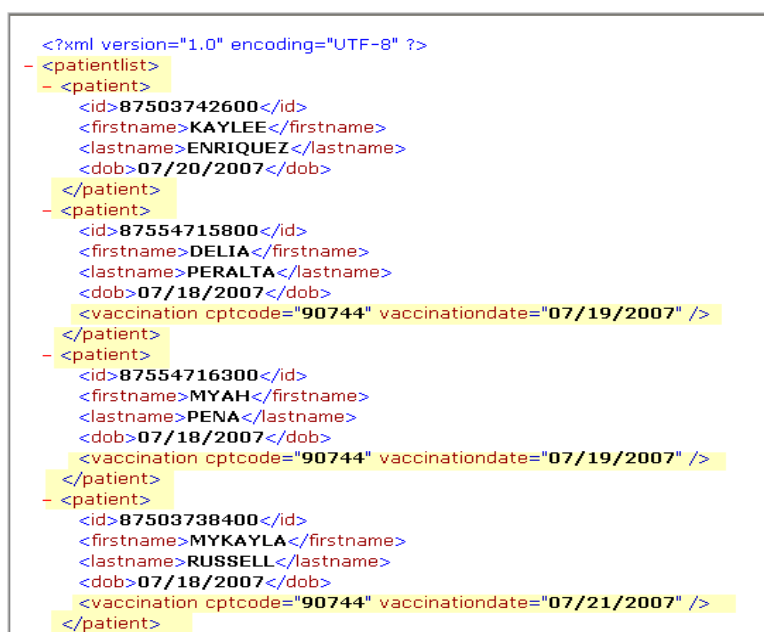 <?xml version="1.0" encoding="UTF-8" ?>
- <patientlist>
- <patient>
<id>87503742600</id>
<firstname>KAYLEE</firstname>
<lastname>ENRIQUEZ</lastname>
<dob>07/20/2007</dob>
</patient>
- <patient>
<id>87554715800</id>
<firstname>DELIA</firstname>
<lastname>PERALTA</lastname>
<dob>07/18/2007</dob>
<vaccination cptcode="90744" vaccinationdate="07/19/2007" />
</patient>
- <patient>
<id>87554716300</id>
<firstname>MYAH</firstname>
<lastname>PENA</lastname>
<dob>07/18/2007</dob>
<vaccination cptcode="90744" vaccinationdate="07/19/2007" />
</patient>
- <patient>
<id>87503738400</id>
<firstname>MYKAYLA</firstname>
<lastname>RUSSELL</lastname>
<dob>07/18/2007</dob>
<vaccination cptcode="90744" vaccinationdate="07/21/2007" />
</patient>